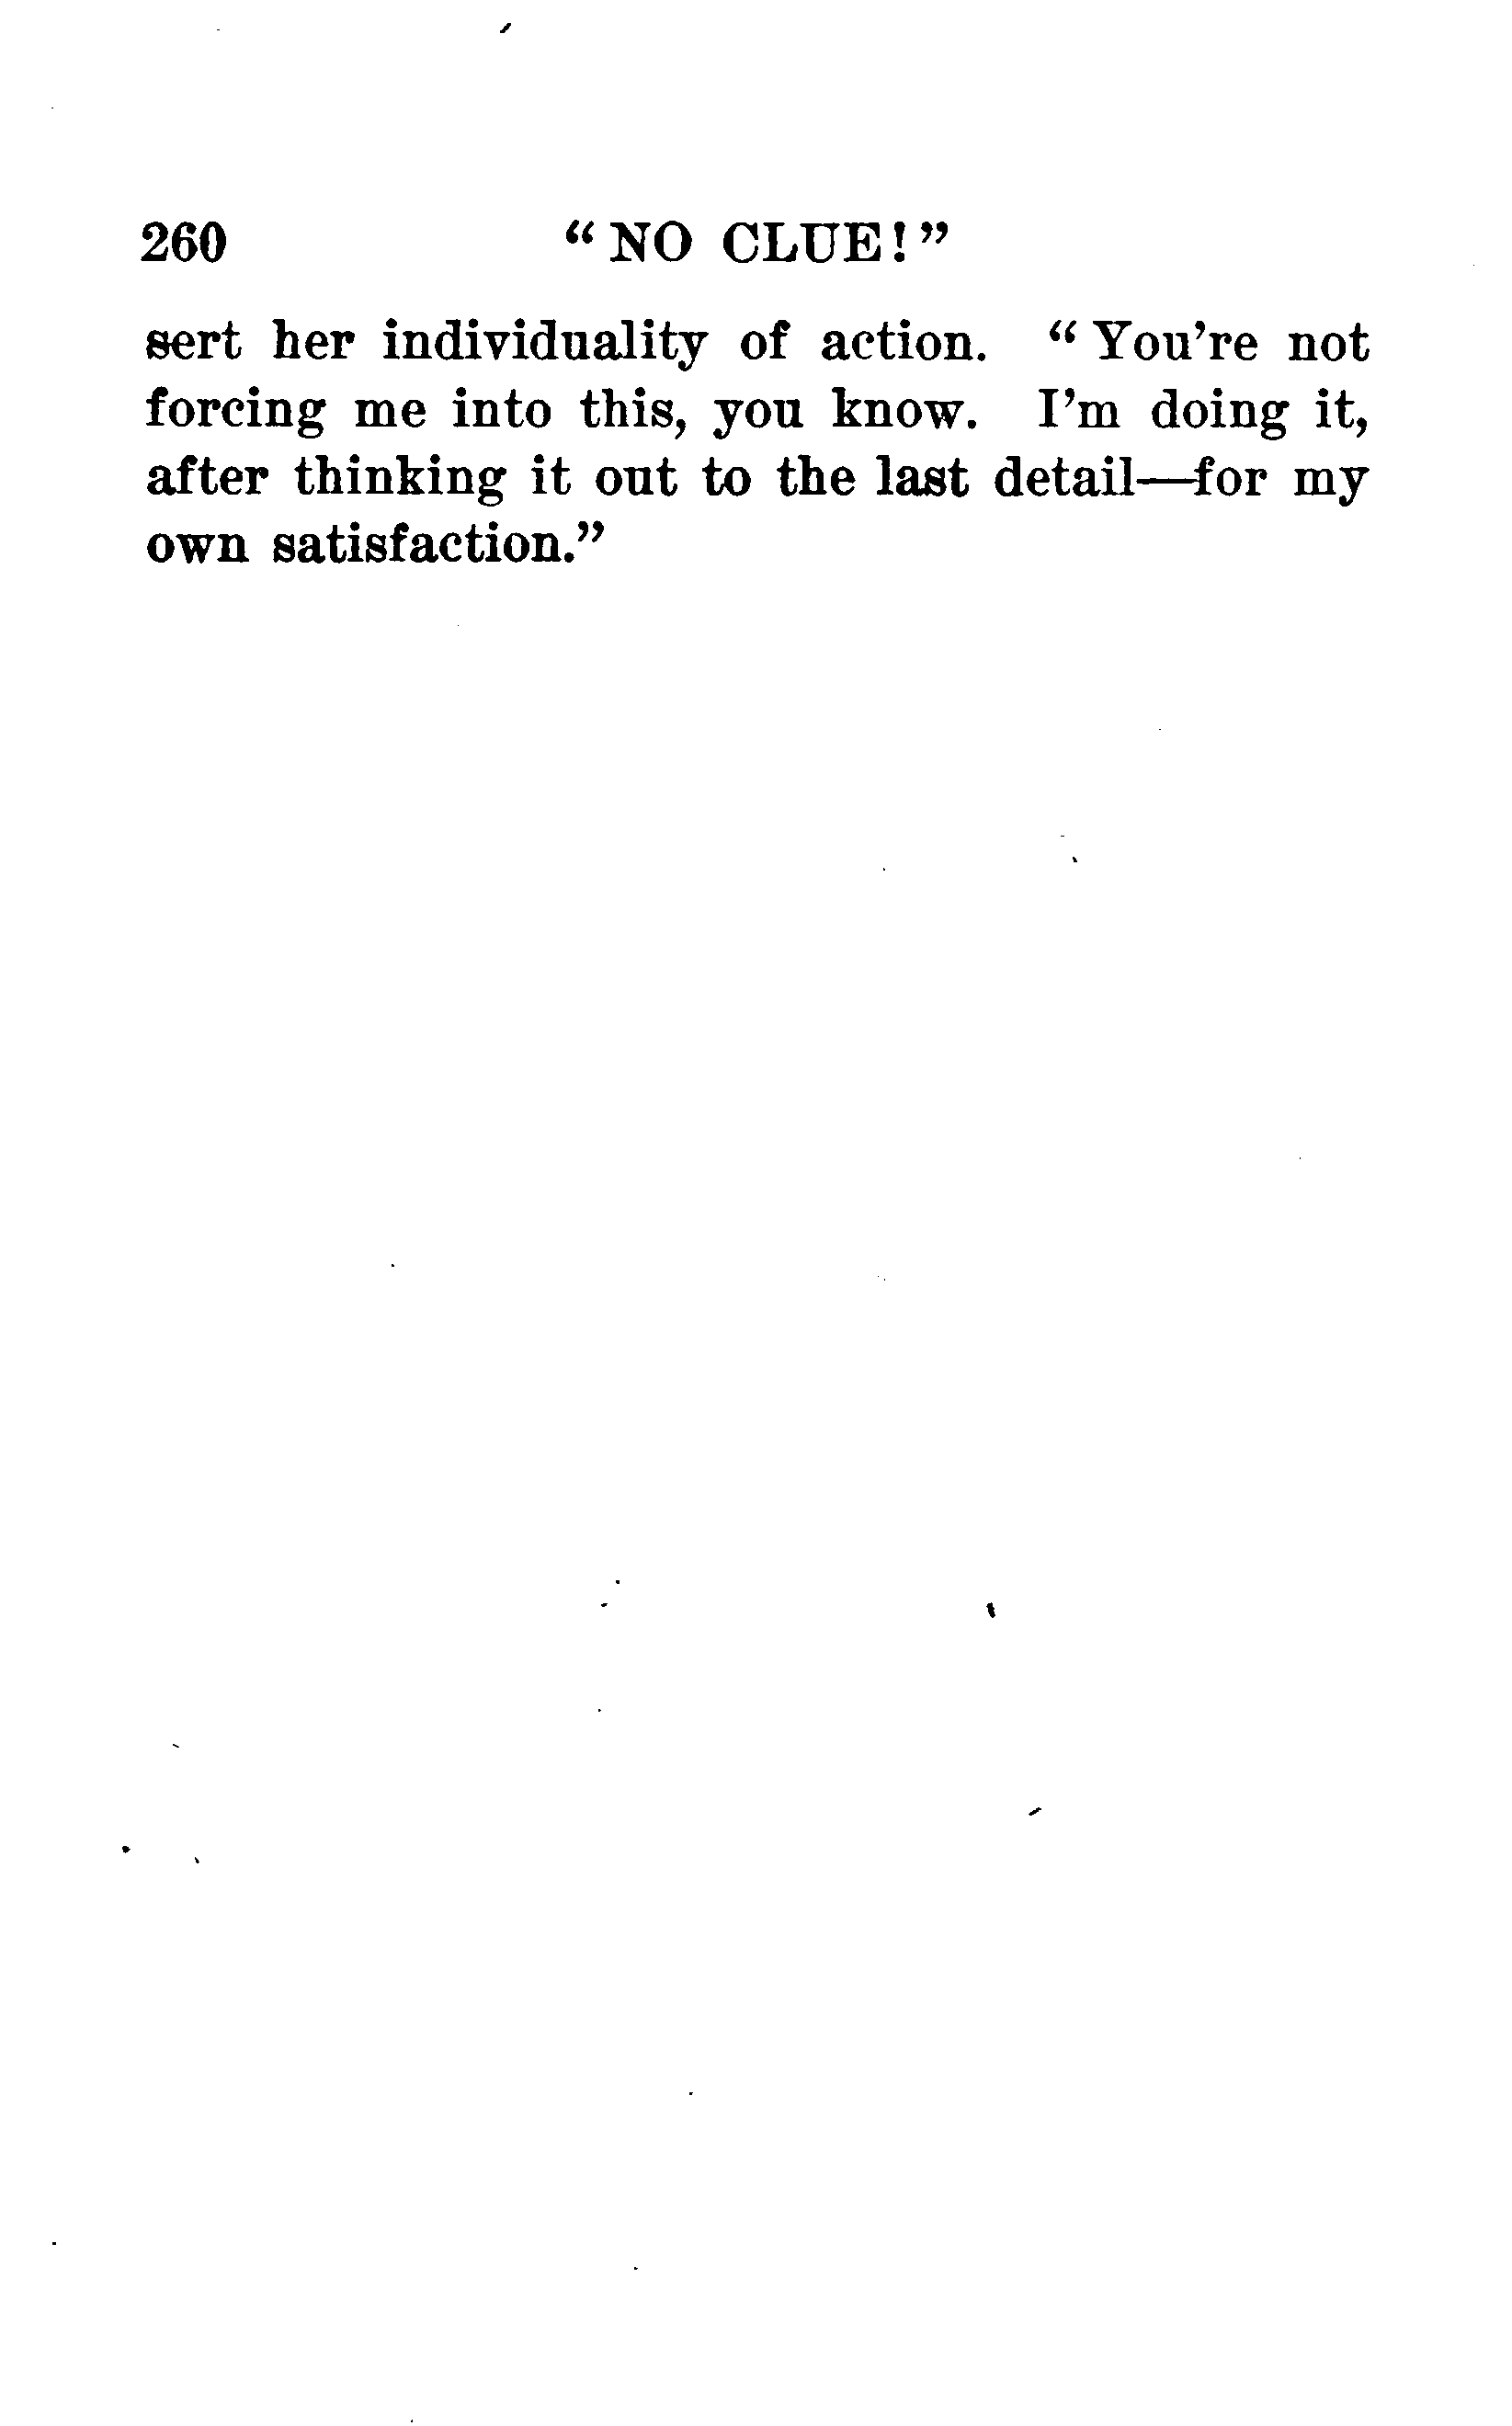 260 “NO CLUE!”
sert her individuality of action. “You're not
forcing me into this, you know. I'm doing it,
after thinking it out to the last detail—for my
own satisfaction.”